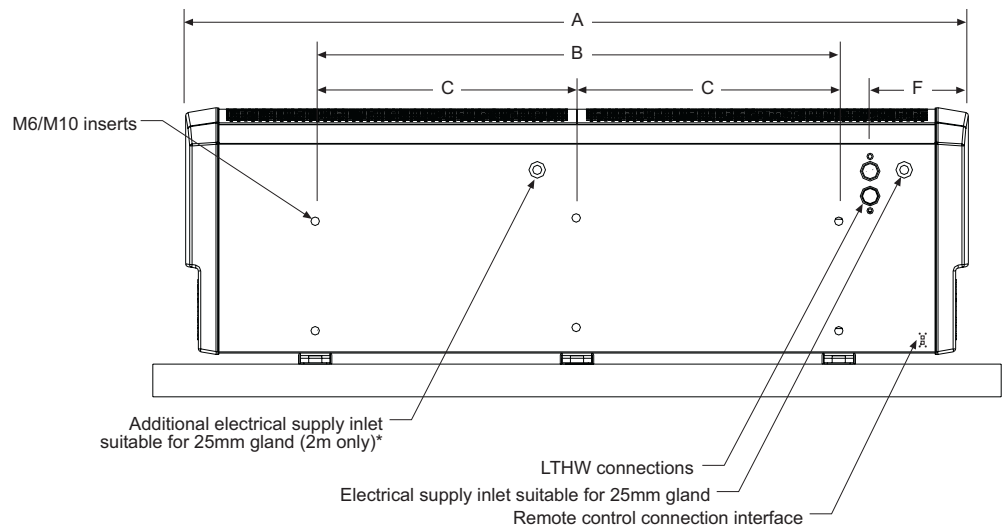 A
B
C
C
F
M6/M10 inserts
Additional electrical supply inlet
suitable for 25mm gland (2m only)*
LTHW connections
Electrical supply inlet suitable for 25mm gland
Remote control connection interface